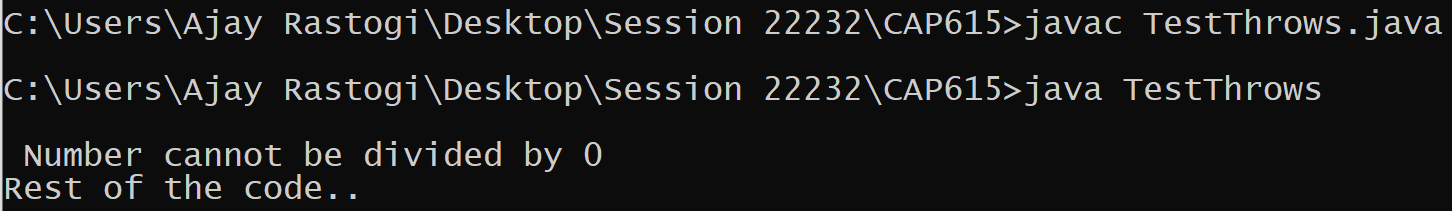 C:\Users\Ajay Rastogi\Desktop\Session 22232\CAP615>javac TestThrows.java
C:\Users\Ajay Rastogi\Desktop\Session 22232\CAP615>java TestThrows
Number cannot be divided by 0
Rest of the code..